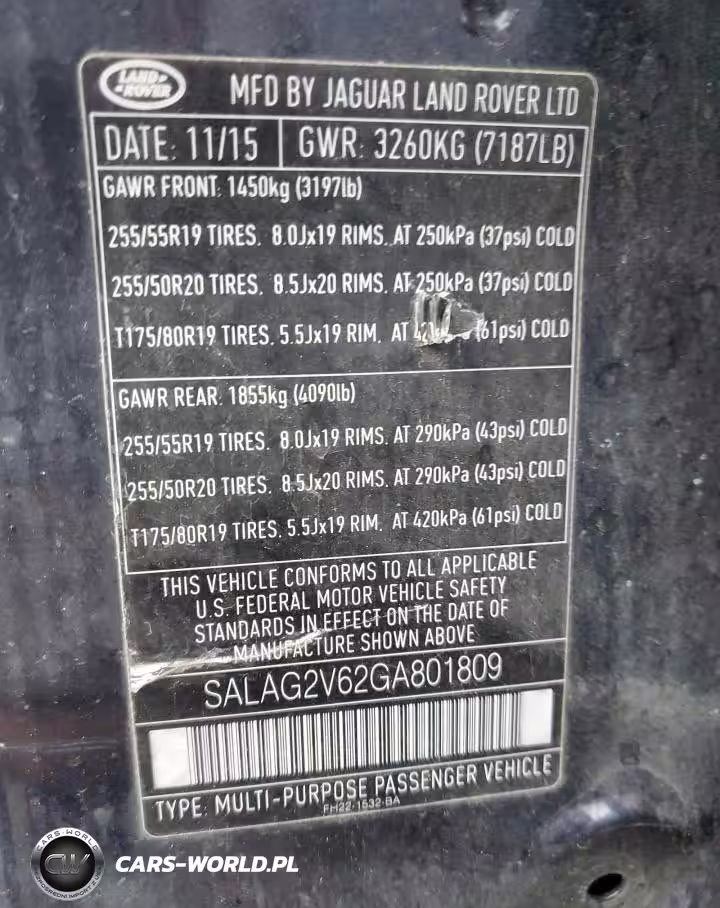 LAND-
-ROVER
MFD BY JAGUAR LAND ROVER LTD
DATE: 11/15 GWR: 3260KG (7187LB)
GAWR FRONT: 1450kg (3197lb)
255/55R19 TIRES. 8.0Jx19 RIMS. AT 250kPa (37psi) COLD
255/50R20 TIRES. 8.5Jx20 RIMS. AT 250kPa (37psi) COLD
T175/80R19 TIRES. 5.5Jx19 RIM. AT (61psi) COLD
GAWR REAR: 1855kg (4090lb)
255/55R19 TIRES. 8.0Jx19 RIMS. AT 290kPa (43psi) COLD
255/50R20 TIRES. 8.5Jx20 RIMS. AT 290kPa (43psi) COLD
T175/80R19 TIRES. 5.5Jx19 RIM. AT 420kPa (61psi) COLD
THIS VEHICLE CONFORMS TO ALL APPLICABLE
U.S. FEDERAL MOTOR VEHICLE SAFETY
STANDARDS IN EFFECT ON THE DATE OF
MANUFACTURE SHOWN ABOVE
SALAG2V62GA801809
TYPE: MULTI-PURPOSE PASSENGER VEHICLE
FH22-1532-BA
CARS-WORLD.PL
CW
CARS-WORLD.PL